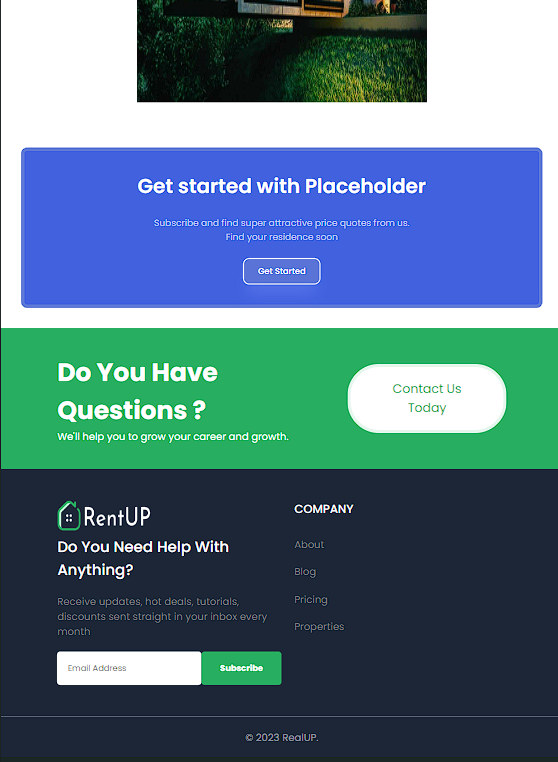 Get started with Placeholder
Subscribe and find super attractive price quotes from us.
Find your residence soon
Get Started
Do You Have
Questions ?
We'll help you to grow your career and growth.
Contact Us
Today
RentUP
Do You Need Help With
Anything?
Receive updates, hot deals, tutorials,
discounts sent straight in your inbox every
month
Email Address
Subscribe
COMPANY
About
Blog
Pricing
Properties
© 2023 RealUP.